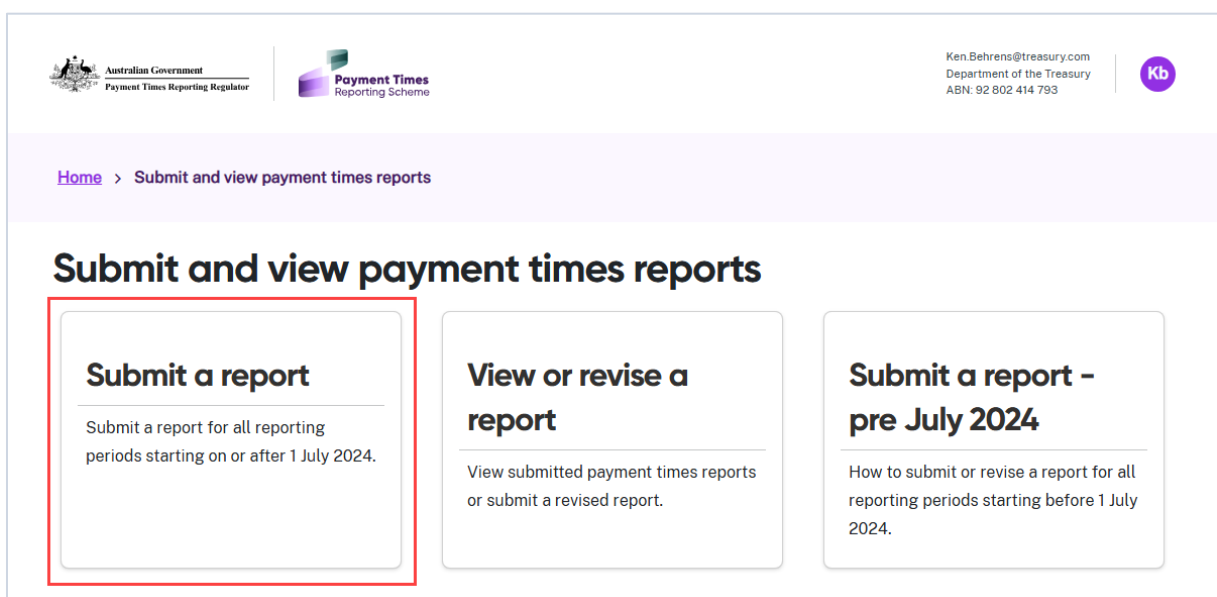 Australian Government
Payment Times Reporting Regulator
Payment Times
Reporting Scheme
Ken.Behrens@treasury.com
Department of the Treasury
ABN: 92 802 414 793
Kb
Home > Submit and view payment times reports
Submit and view payment times reports
Submit a report
Submit a report for all reporting
periods starting on or after 1 July 2024.
View or revise a
report
View submitted payment times reports
or submit a revised report.
Submit a report -
pre July 2024
How to submit or revise a report for all
reporting periods starting before 1 July
2024.